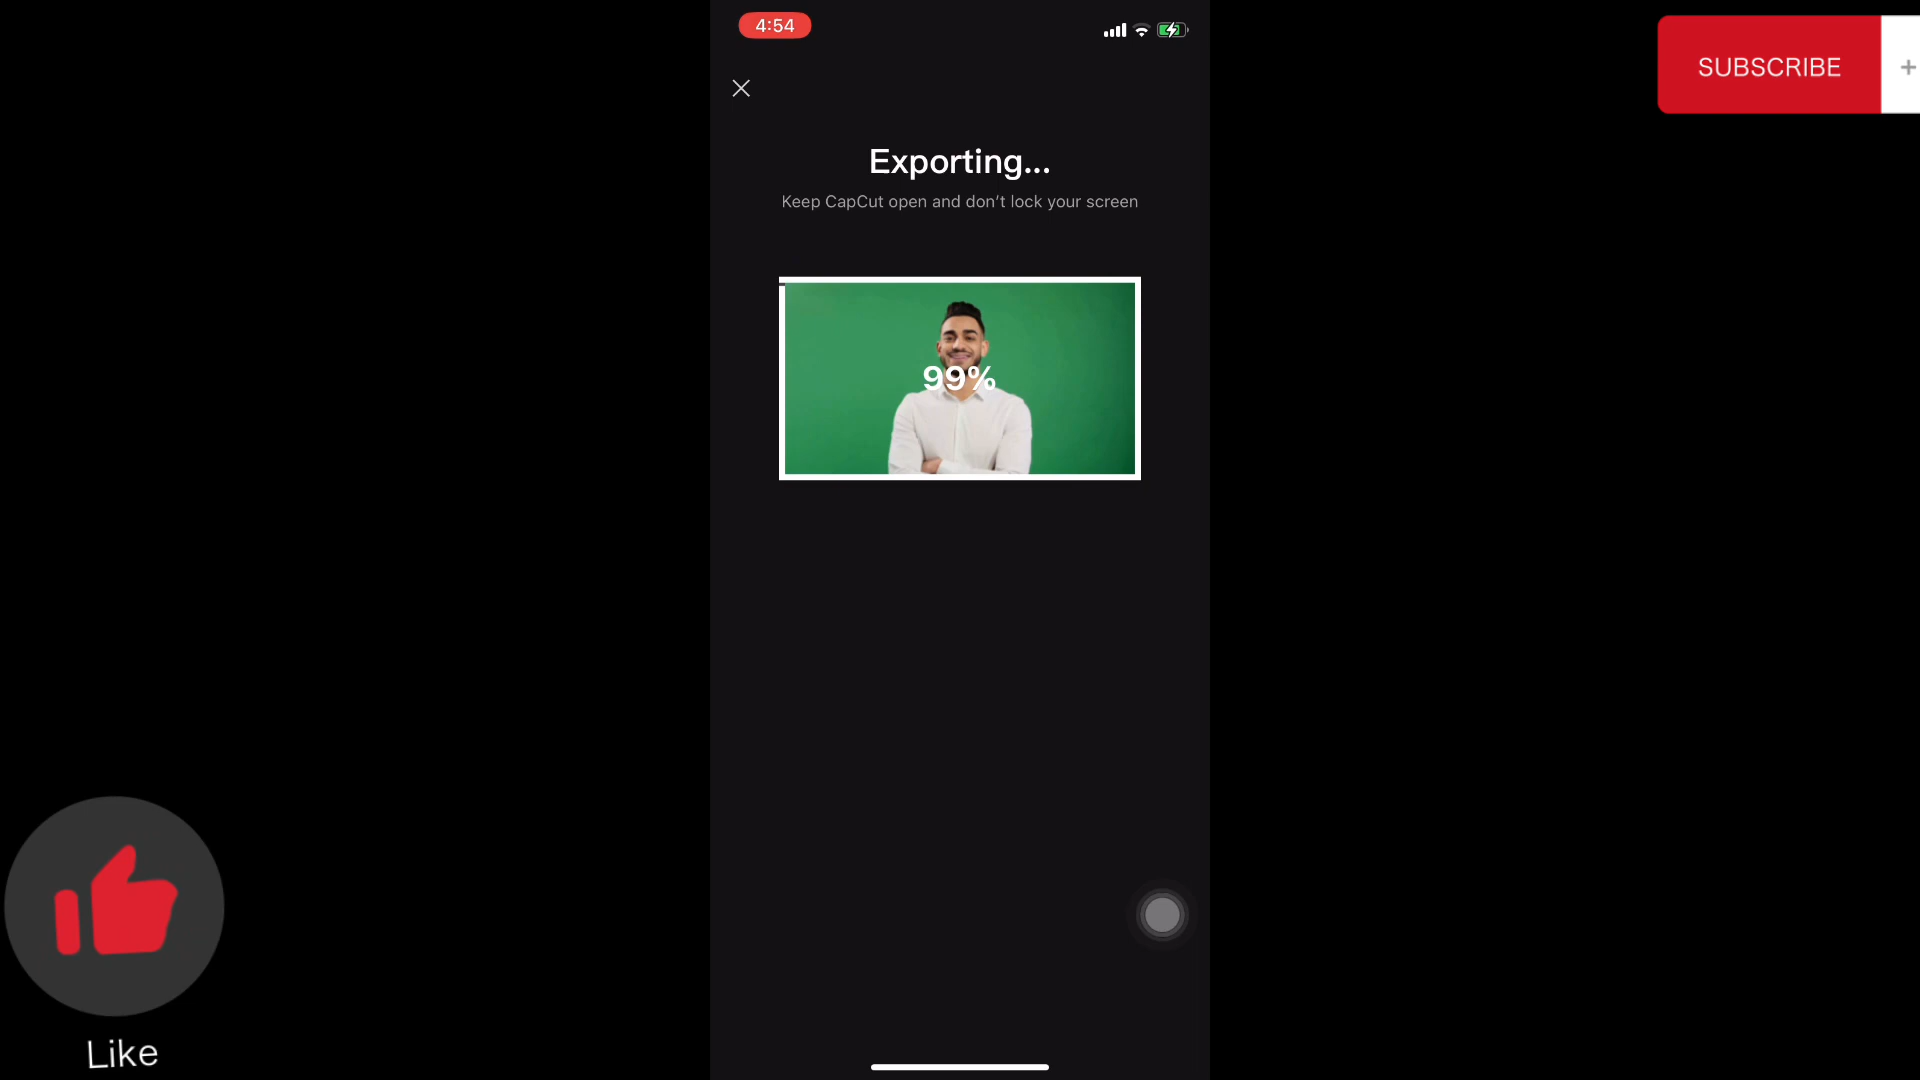 4:54
SUBSCRIBE +
Exporting...
Keep CapCut open and don't lock your screen
99%
Like